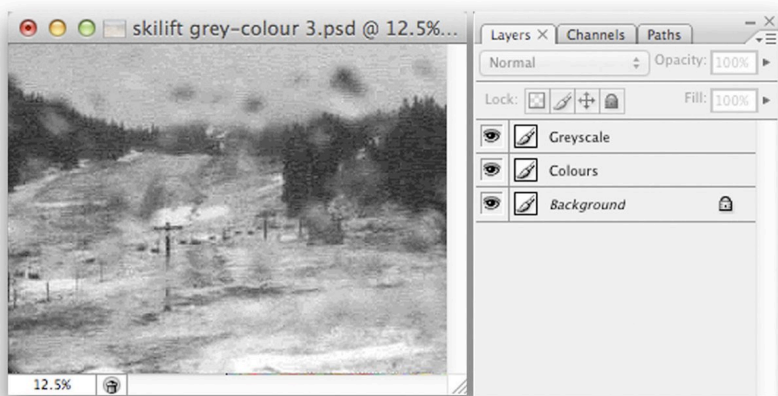 skilift grey-colour 3.psd @ 12.5%...
Layers × Channels Paths
Normal Opacity: 100%
Lock: Fill: 100%
Greyscale
Colours
Background
12.5%